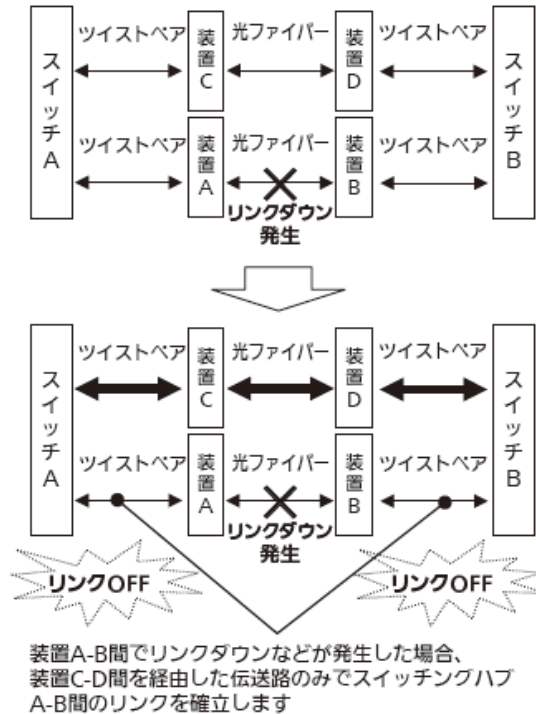 スイッチA
ツイストペア
装置C
光ファイバー
装置D
ツイストペア
スイッチB
ツイストペア
装置A
光ファイバー
装置B
ツイストペア
リンクダウン
発生
スイッチA
ツイストペア
装置C
光ファイバー
装置D
ツイストペア
スイッチB
ツイストペア
装置A
光ファイバー
装置B
ツイストペア
リンクダウン
発生
リンクOFF
リンクOFF
装置A-B間でリンクダウンなどが発生した場合、
装置C-D間を経由した伝送路のみでスイッチングハブ
A-B間のリンクを確立します